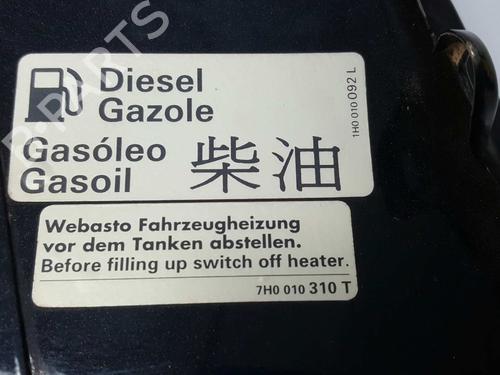 Diesel
Gazole
Gasóleo
Gasoil
柴油
1H0 010 092 L
Webasto Fahrzeugheizung
vor dem Tanken abstellen.
Before filling up switch off heater.
7H0 010 310 T
B-PARTS